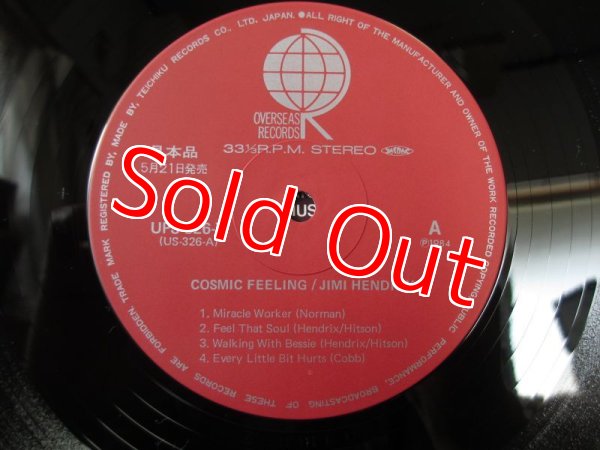 MARK REGISTERED BY, MADE BY, TEICHIKU RECORDS CO., LTD. JAPAN. ●ALL RIGHT OF THE MANUFACTURER AND OWNER OF THE WORK RECORDED
PERFORMANCE, BROADCASTING OF THESE RECORDS ARE FORBIDDEN TRADE
OVERSEAS
RECORDS
R
本品
33⅓R.P.M. STEREO
5月21日発売
Sold Out
A
(US-326-A)
Ⓟ1984
COSMIC FEELING / JIMI HEND
1. Miracle Worker (Norman)
2. Feel That Soul (Hendrix/Hitson)
3. Walking With Bessie (Hendrix/Hitson)
4. Every Little Bit Hurts (Cobb)